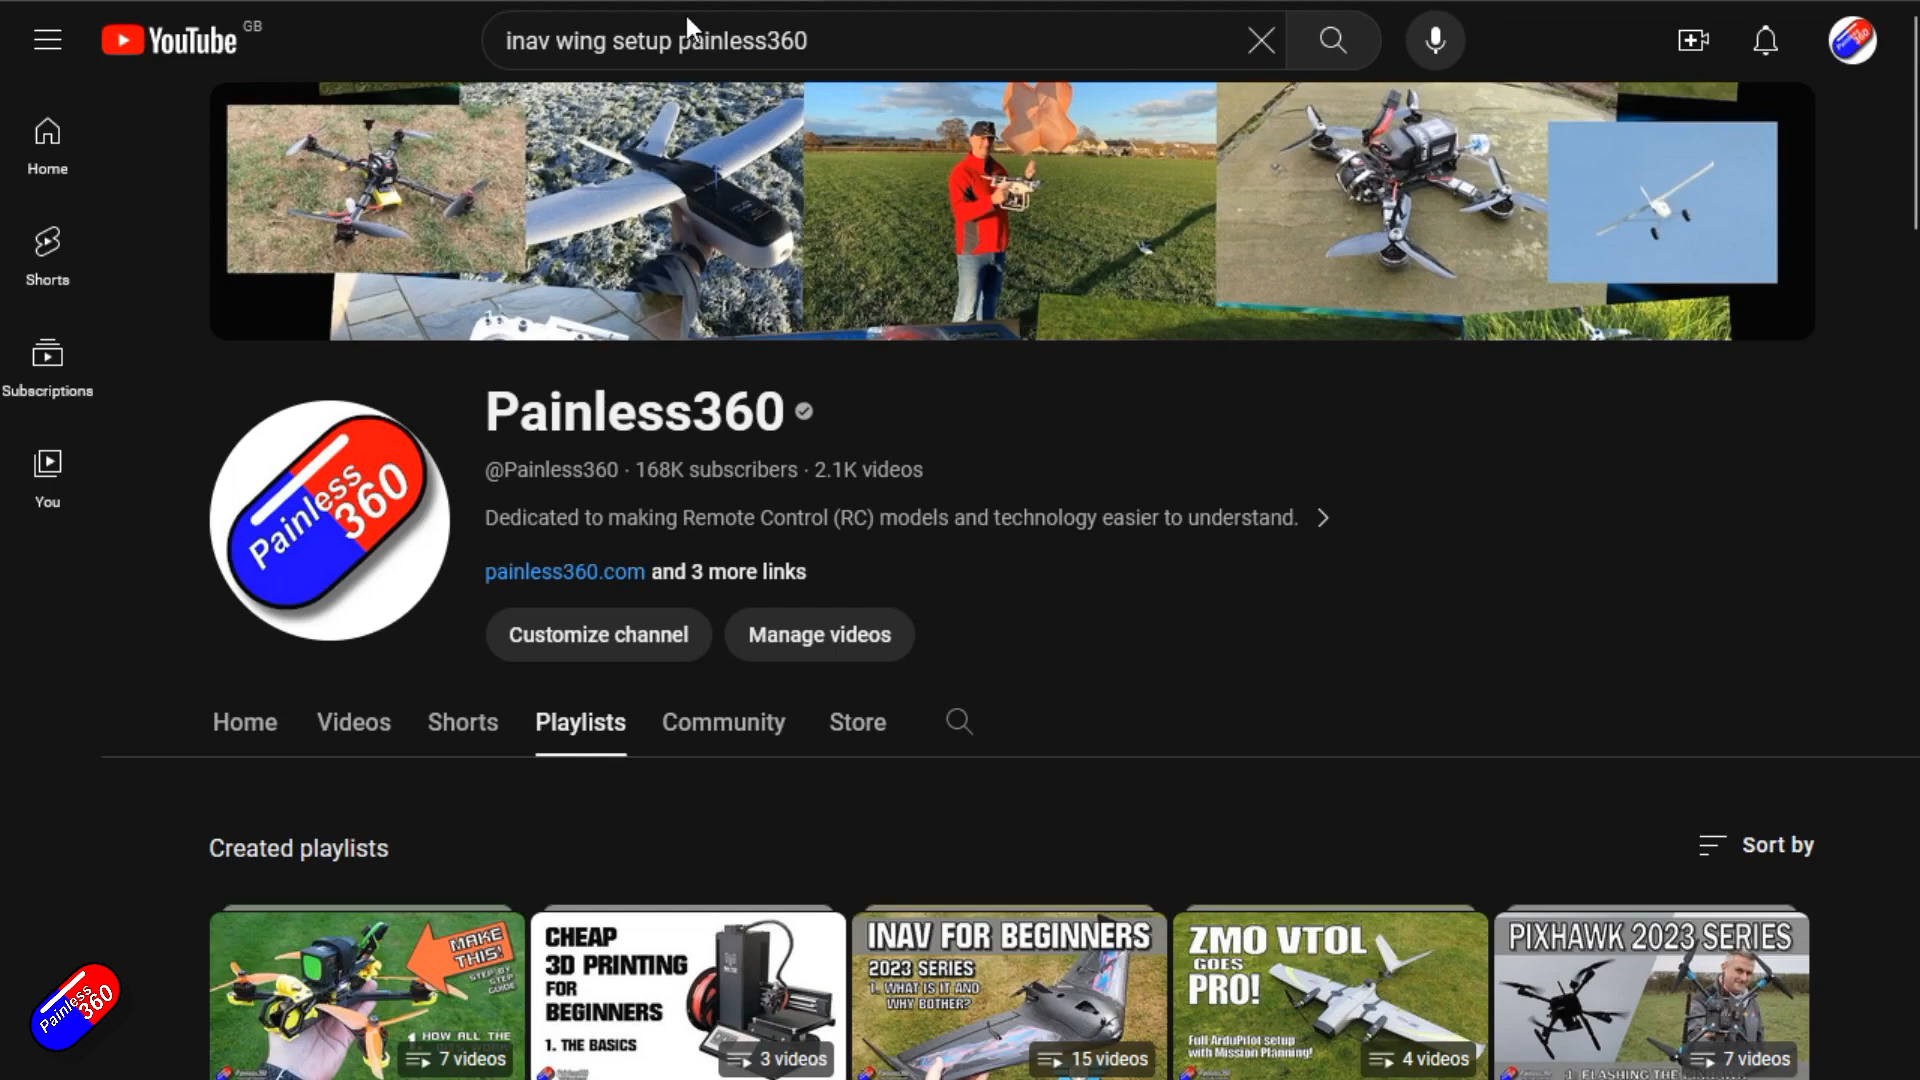 YouTube GB
inav wing setup painless360
Home
Shorts
Subscriptions
You
Painless360
Painless
360
@Painless360 · 168K subscribers · 2.1K videos
Dedicated to making Remote Control (RC) models and technology easier to understand.
painless360.com and 3 more links
Customize channel
Manage videos
Home
Videos
Shorts
Playlists
Community
Store
Created playlists
Sort by
MAKE
THIS!
STEP BY
STEP
GUIDE
1. HOW ALL THE
7 videos
CHEAP
3D PRINTING
FOR
BEGINNERS
1. THE BASICS
3 videos
INAV FOR BEGINNERS
2023 SERIES
1. WHAT IS IT AND
WHY BOTHER?
15 videos
ZMO VTOL
GOES
PRO!
Full ArduPilot setup
with Mission Planning!
4 videos
PIXHAWK 2023 SERIES
1. FLASHING THE
7 videos
Painless
360